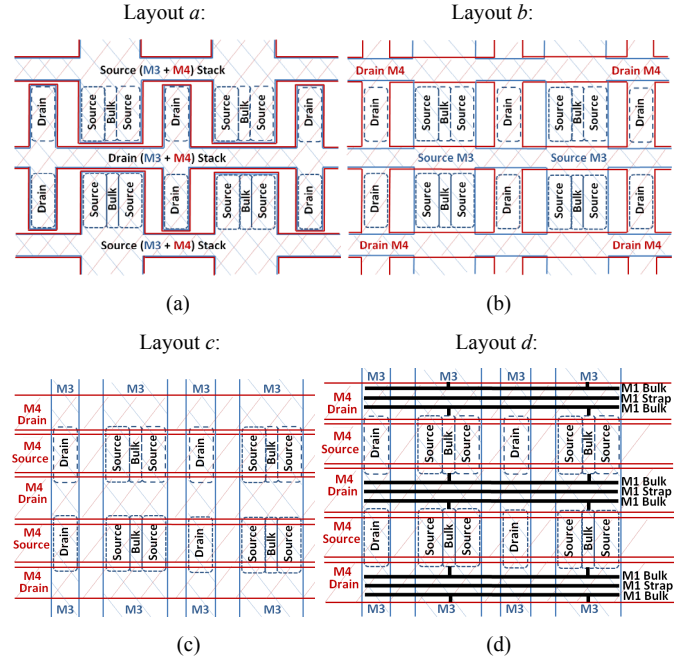 Layout a:
Layout b:
Source (M3 + M4) Stack
Drain
Source
Bulk
Source
Drain
Source
Bulk
Source
Drain
Drain (M3 + M4) Stack
Drain
Source
Bulk
Source
Drain
Source
Bulk
Source
Drain
Source (M3 + M4) Stack
(a)
Drain M4
Drain M4
Drain
Source
Bulk
Source
Drain
Source
Bulk
Source
Drain
Source M3
Source M3
Drain
Source
Bulk
Source
Drain
Source
Bulk
Source
Drain
Drain M4
Drain M4
(b)
Layout c:
Layout d:
M3
M3
M3
M3
M4
Drain
M4
Source
Drain
Source
Bulk
Source
Drain
Source
Bulk
Source
M4
Drain
M4
Source
Drain
Source
Bulk
Source
Drain
Source
Bulk
Source
M4
Drain
M3
M3
M3
M3
(c)
M3
M3
M3
M3
M4
Drain
M1 Bulk
M1 Strap
M1 Bulk
M4
Source
Drain
Source
Bulk
Source
Drain
Source
Bulk
Source
M4
Drain
M1 Bulk
M1 Strap
M1 Bulk
M4
Source
Drain
Source
Bulk
Source
Drain
Source
Bulk
Source
M4
Drain
M1 Bulk
M1 Strap
M1 Bulk
M3
M3
M3
M3
(d)